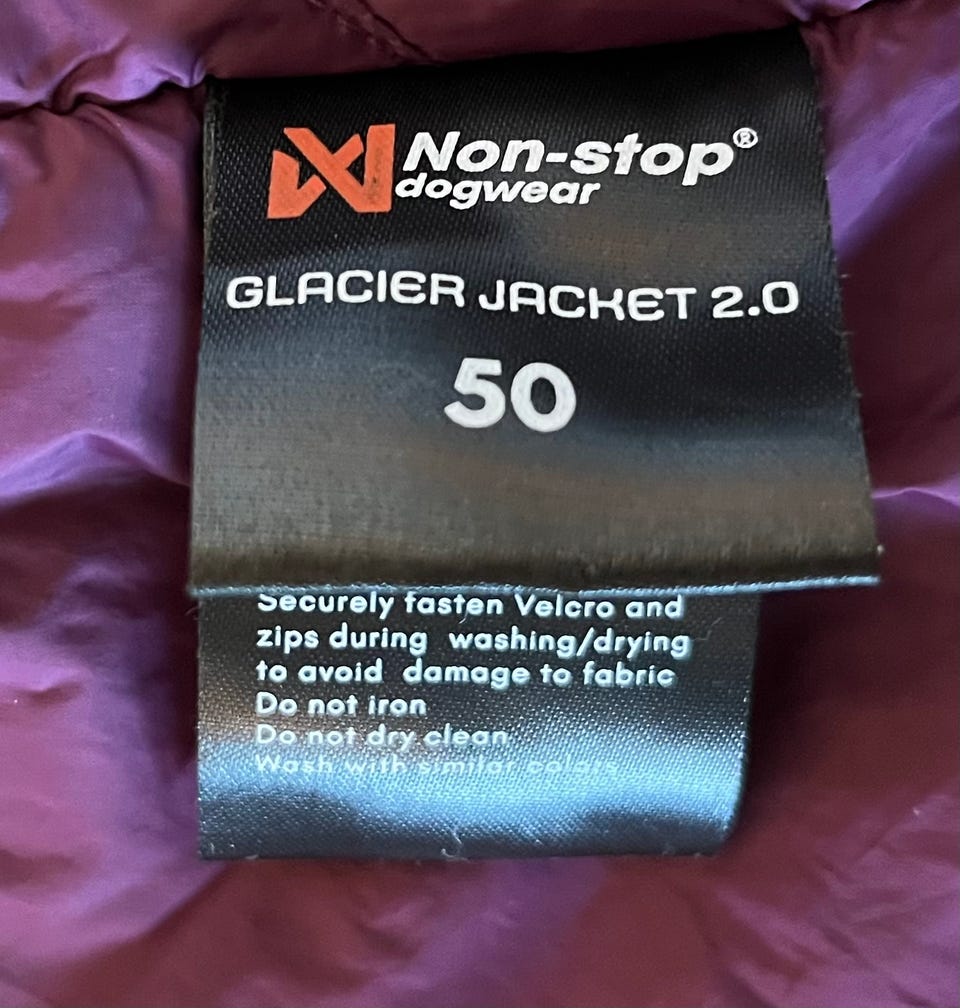 Non-stop®
dogwear
GLACIER JACKET 2.0
50
Securely fasten Velcro and
zips during washing/drying
to avoid damage to fabric
Do not iron
Do not dry clean
Wash with similar colors